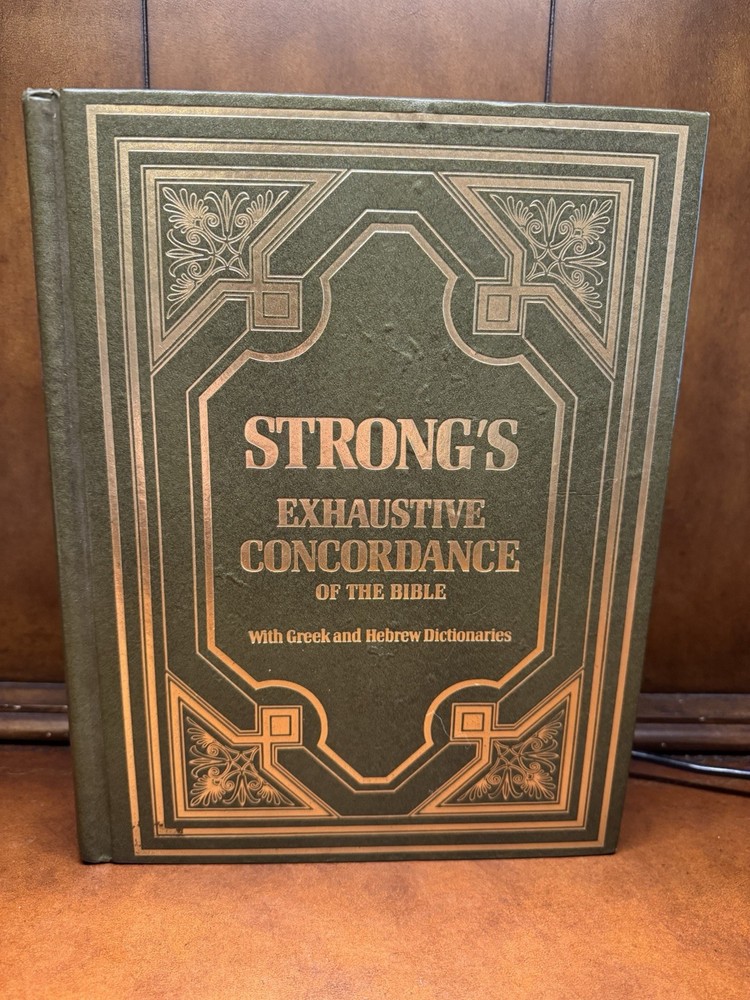 STRONG'S
EXHAUSTIVE
CONCORDANCE
OF THE BIBLE
With Greek and Hebrew Dictionaries